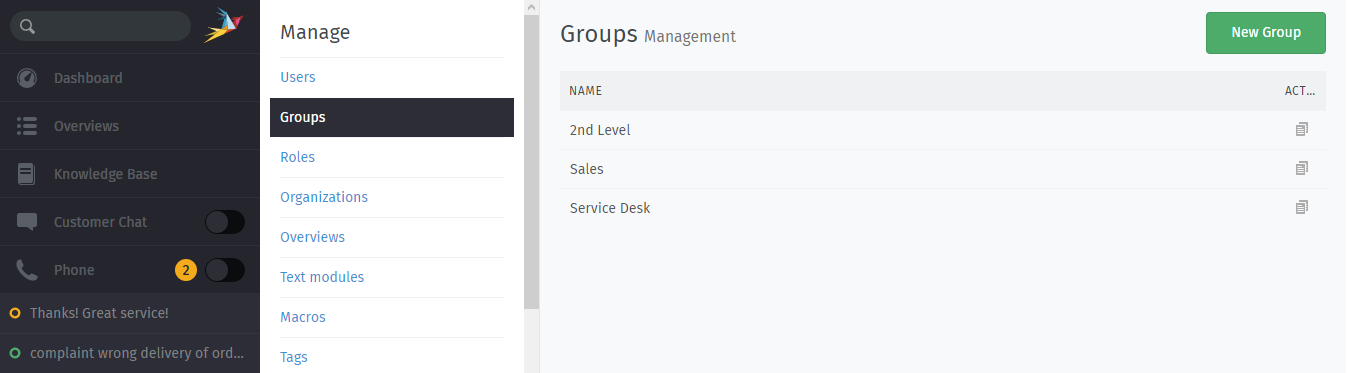 Dashboard
Overviews
Knowledge Base
Customer Chat
Phone 2
Thanks! Great service!
complaint wrong delivery of ord...
Manage
Users
Groups
Roles
Organizations
Overviews
Text modules
Macros
Tags
Groups Management
New Group
NAME ACT...
2nd Level
Sales
Service Desk